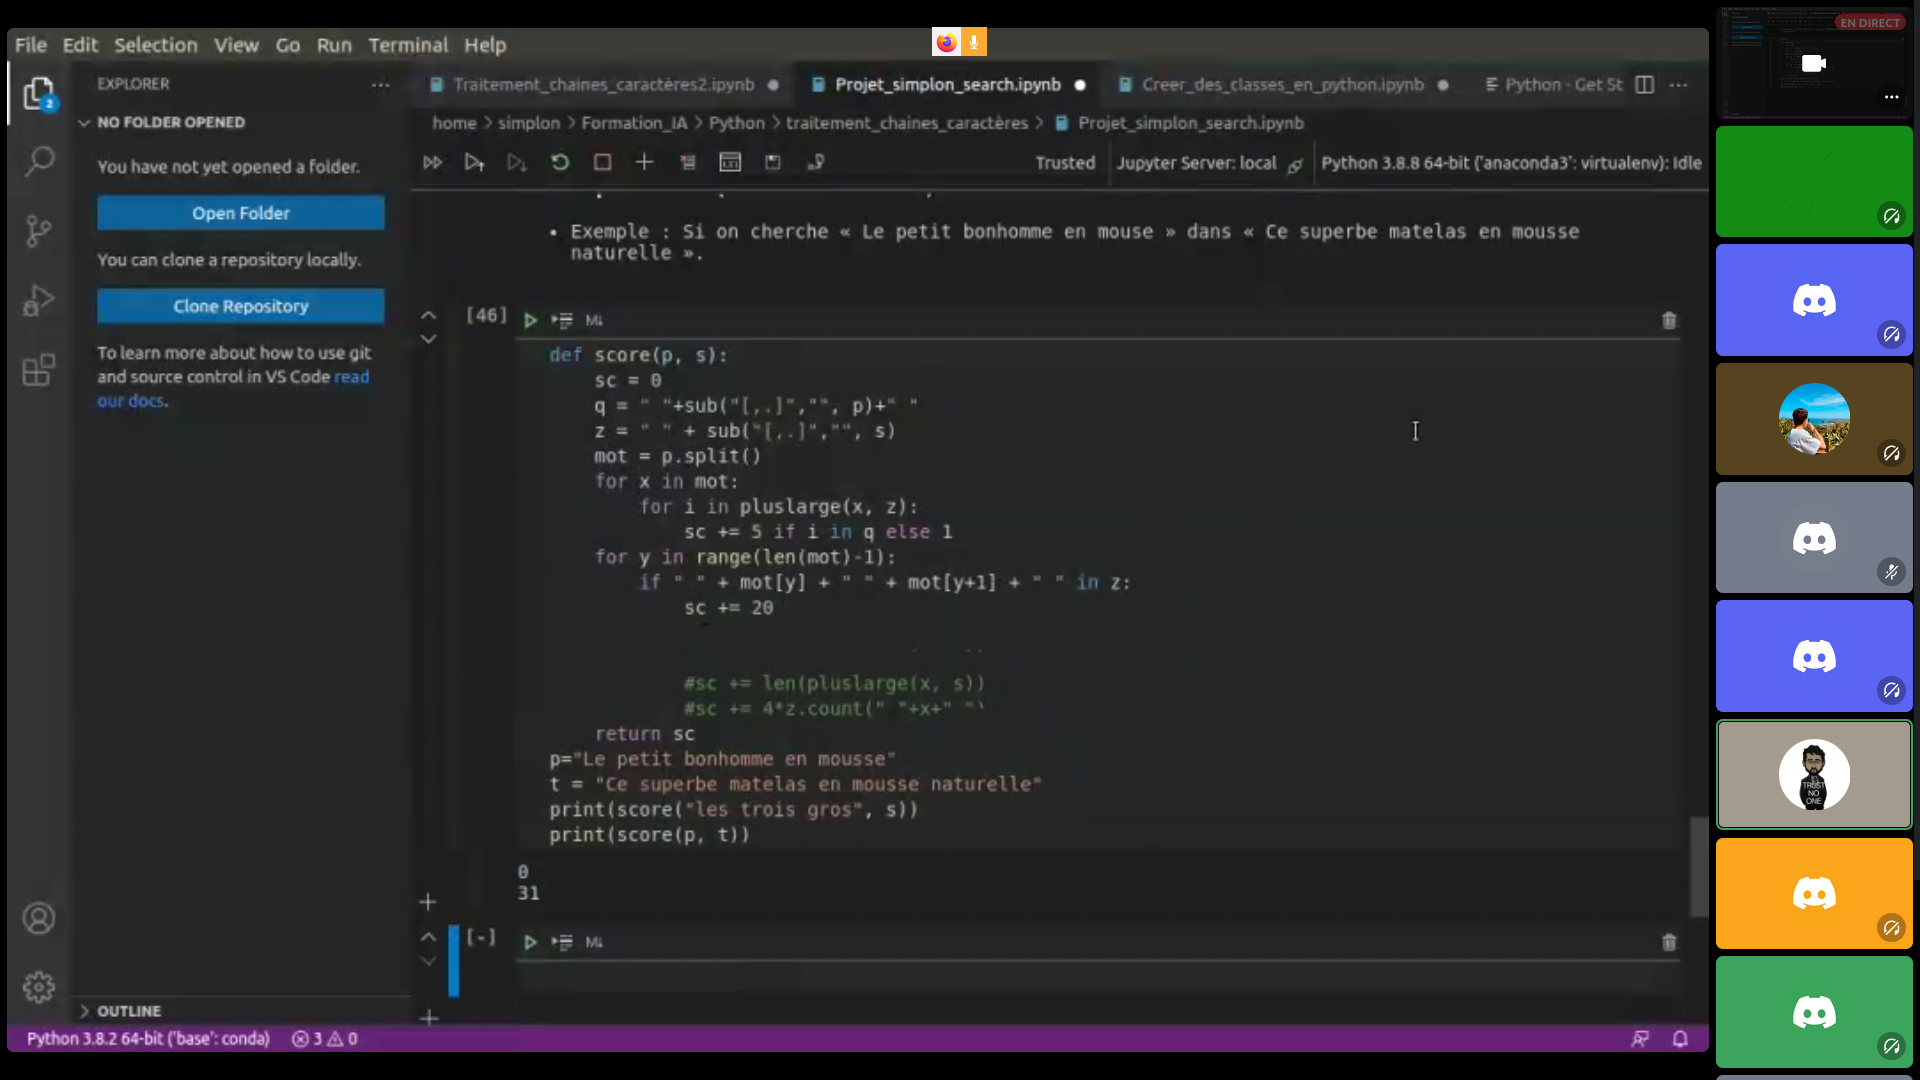 File Edit Selection View Go Run Terminal Help
EN DIRECT
EXPLORER
Traitement_chaines_caractères2.ipynb
Projet_simplon_search.ipynb
Creer_des_classes_en_python.ipynb
Python - Get St
2
NO FOLDER OPENED
home > simplon > Formation_IA > Python > traitement_chaines_caractères > Projet_simplon_search.ipynb
You have not yet opened a folder.
Trusted
Jupyter Server: local
Python 3.8.8 64-bit ('anaconda3': virtualenv): Idle
Open Folder
You can clone a repository locally.
Clone Repository
To learn more about how to use git
and source control in VS Code read
our docs.
• Exemple : Si on cherche « Le petit bonhomme en mouse » dans « Ce superbe matelas en mousse
naturelle ».
[46]
M↓
def score(p, s):
sc = 0
q = " "+sub("[,.]","", p)+" "
z = " " + sub("[,.]","", s)
mot = p.split()
for x in mot:
for i in pluslarge(x, z):
sc += 5 if i in q else 1
for y in range(len(mot)-1):
if " " + mot[y] + " " + mot[y+1] + " " in z:
sc += 20
#sc += len(pluslarge(x, s))
#sc += 4*z.count(" "+x+" ")
return sc
p="Le petit bonhomme en mousse"
t = "Ce superbe matelas en mousse naturelle"
print(score("les trois gros", s))
print(score(p, t))
0
31
[-]
M↓
TRUST
NO
ONE
OUTLINE
Python 3.8.2 64-bit ('base': conda)
3
0